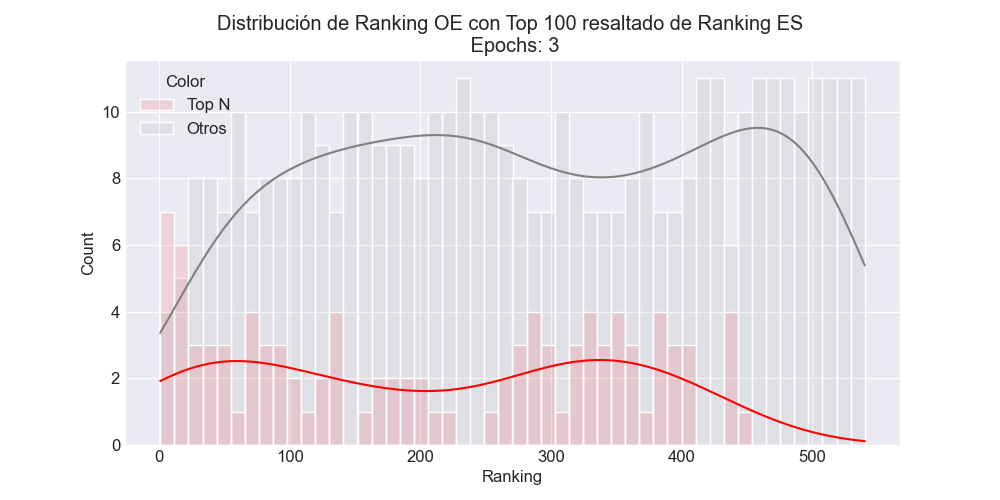 Distribución de Ranking OE con Top 100 resaltado de Ranking ES
Epochs: 3
Color
Top N
Otros
Count
10
8
6
4
2
0
0 100 200 300 400 500
Ranking